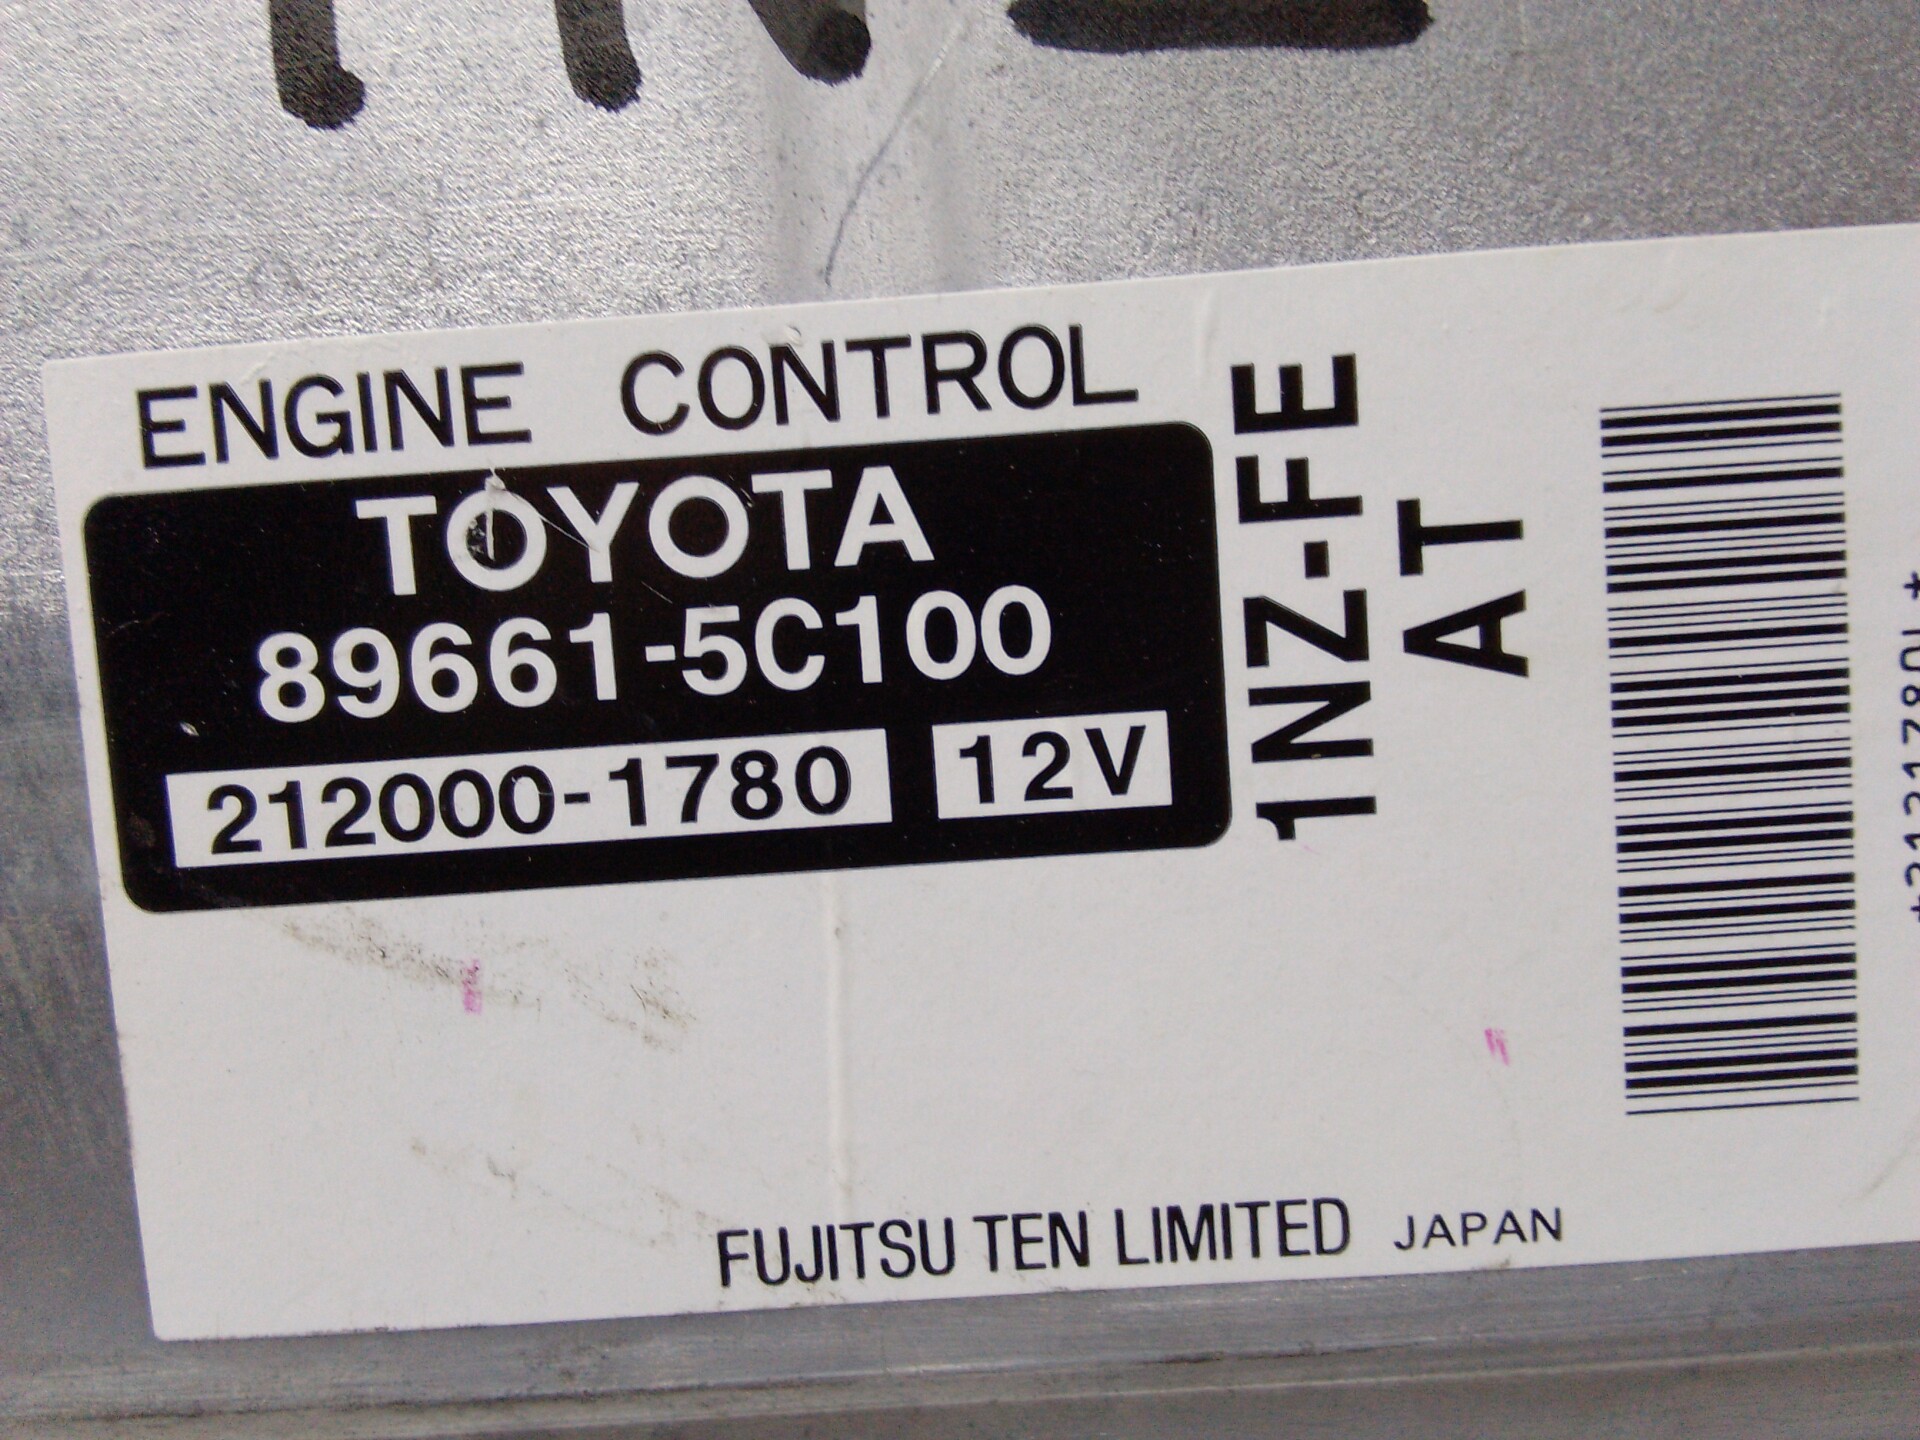 ENGINE CONTROL
TOYOTA
89661-5C100
212000-1780 12V
1NZ-FE
AT
FUJITSU TEN LIMITED JAPAN